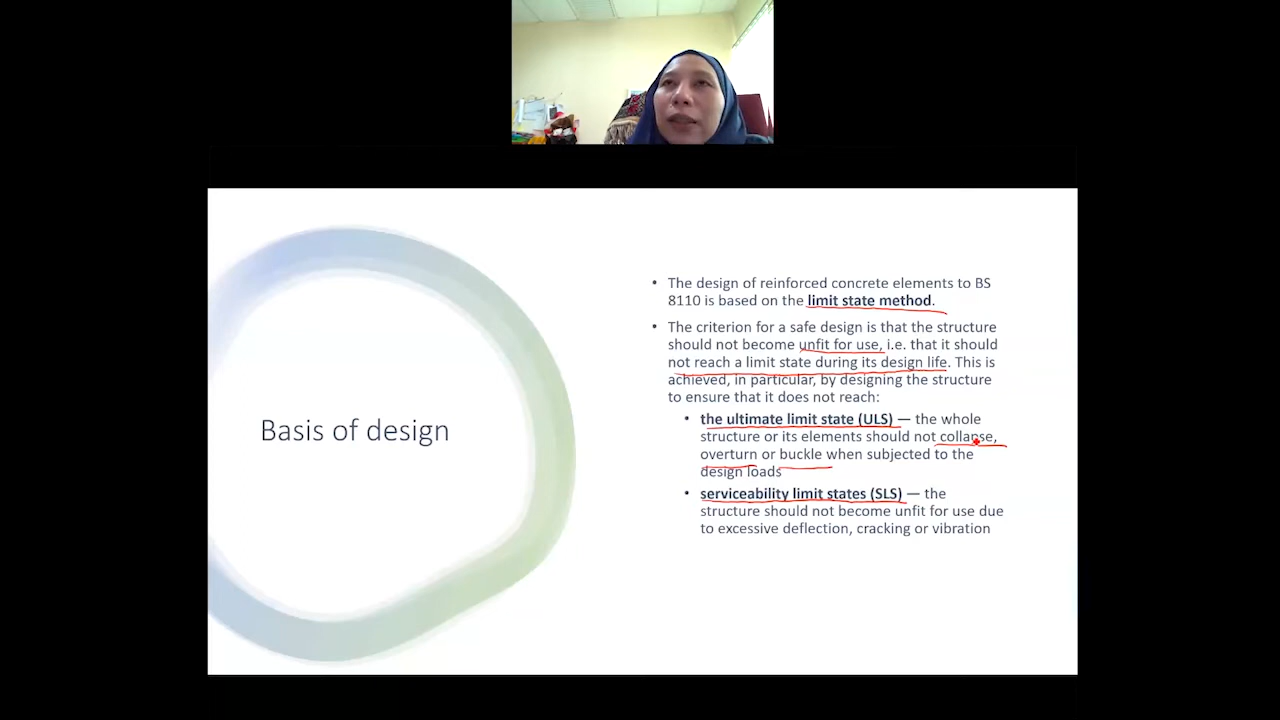 Basis of design
• The design of reinforced concrete elements to BS
8110 is based on the limit state method.
• The criterion for a safe design is that the structure
should not become unfit for use, i.e. that it should
not reach a limit state during its design life. This is
achieved, in particular, by designing the structure
to ensure that it does not reach:
• the ultimate limit state (ULS) — the whole
structure or its elements should not collapse,
overturn or buckle when subjected to the
design loads
• serviceability limit states (SLS) — the
structure should not become unfit for use due
to excessive deflection, cracking or vibration